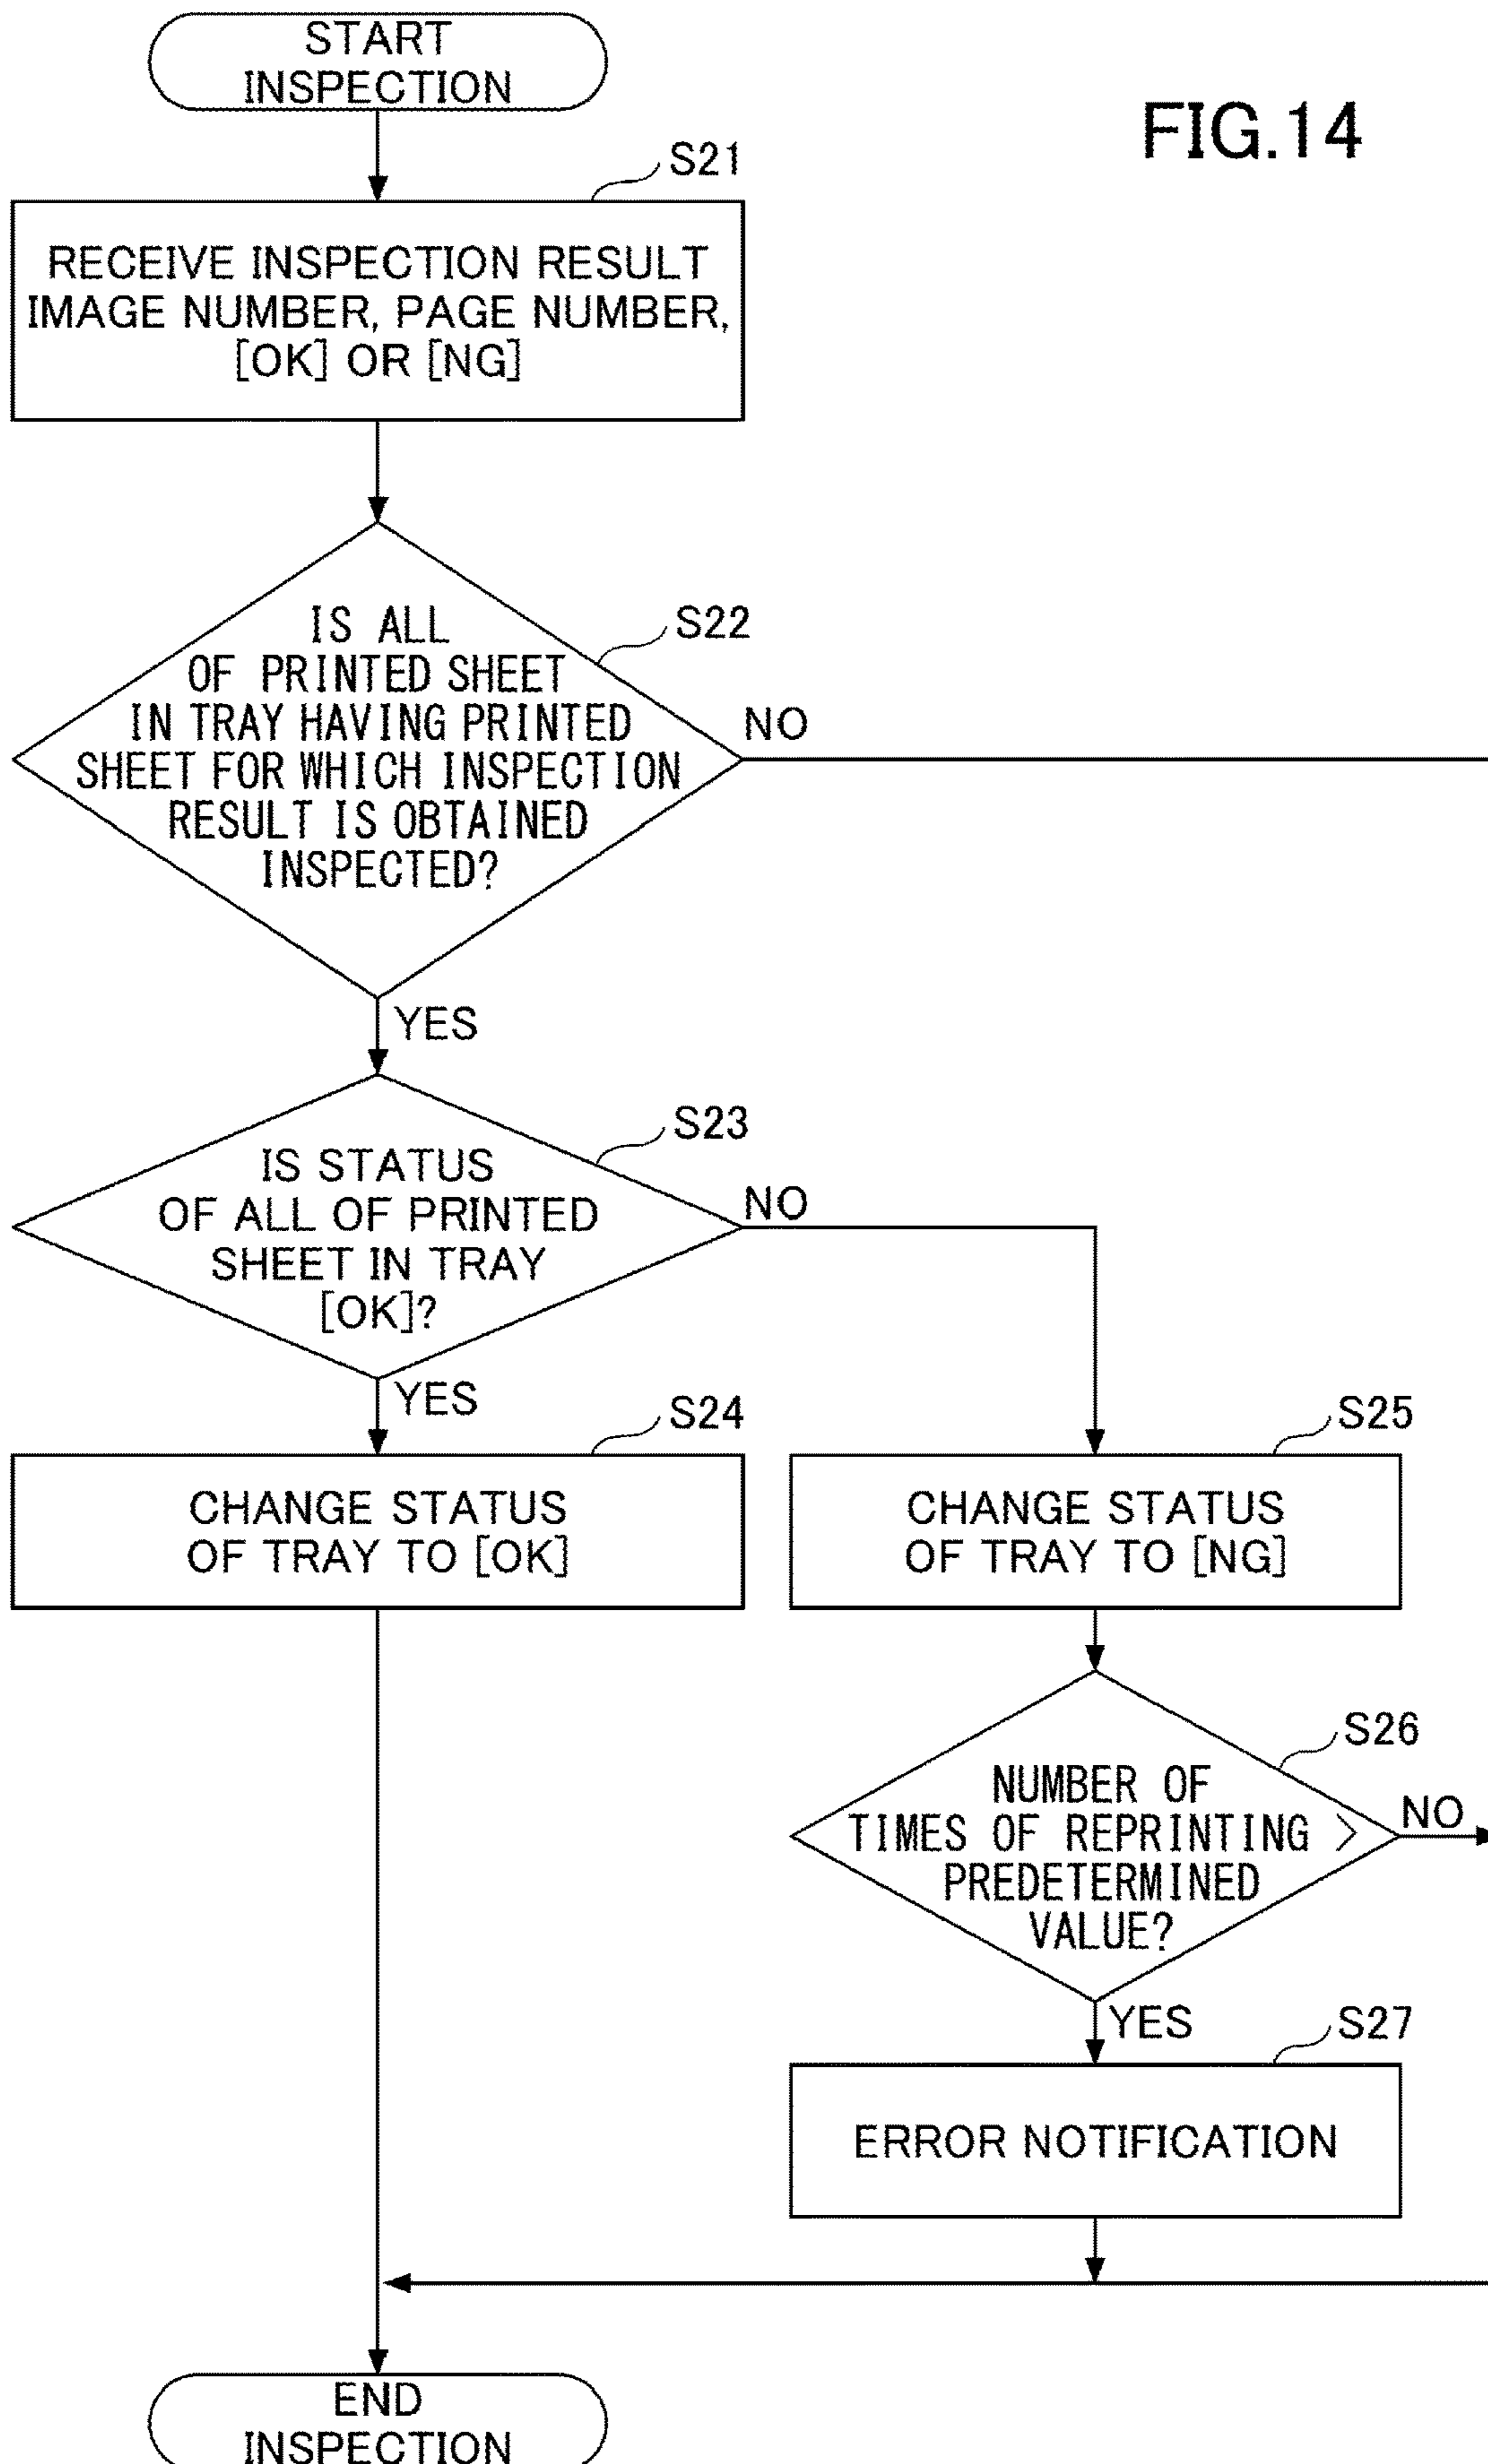 START
INSPECTION
FIG.14
S21
RECEIVE INSPECTION RESULT
IMAGE NUMBER, PAGE NUMBER,
[OK] OR [NG]
S22
IS ALL
OF PRINTED SHEET
IN TRAY HAVING PRINTED
SHEET FOR WHICH INSPECTION
RESULT IS OBTAINED
INSPECTED?
NO
YES
S23
IS STATUS
OF ALL OF PRINTED
SHEET IN TRAY
[OK]?
NO
YES
S24
CHANGE STATUS
OF TRAY TO [OK]
S25
CHANGE STATUS
OF TRAY TO [NG]
S26
NUMBER OF
TIMES OF REPRINTING >
PREDETERMINED
VALUE?
NO
YES
S27
ERROR NOTIFICATION
END
INSPECTION